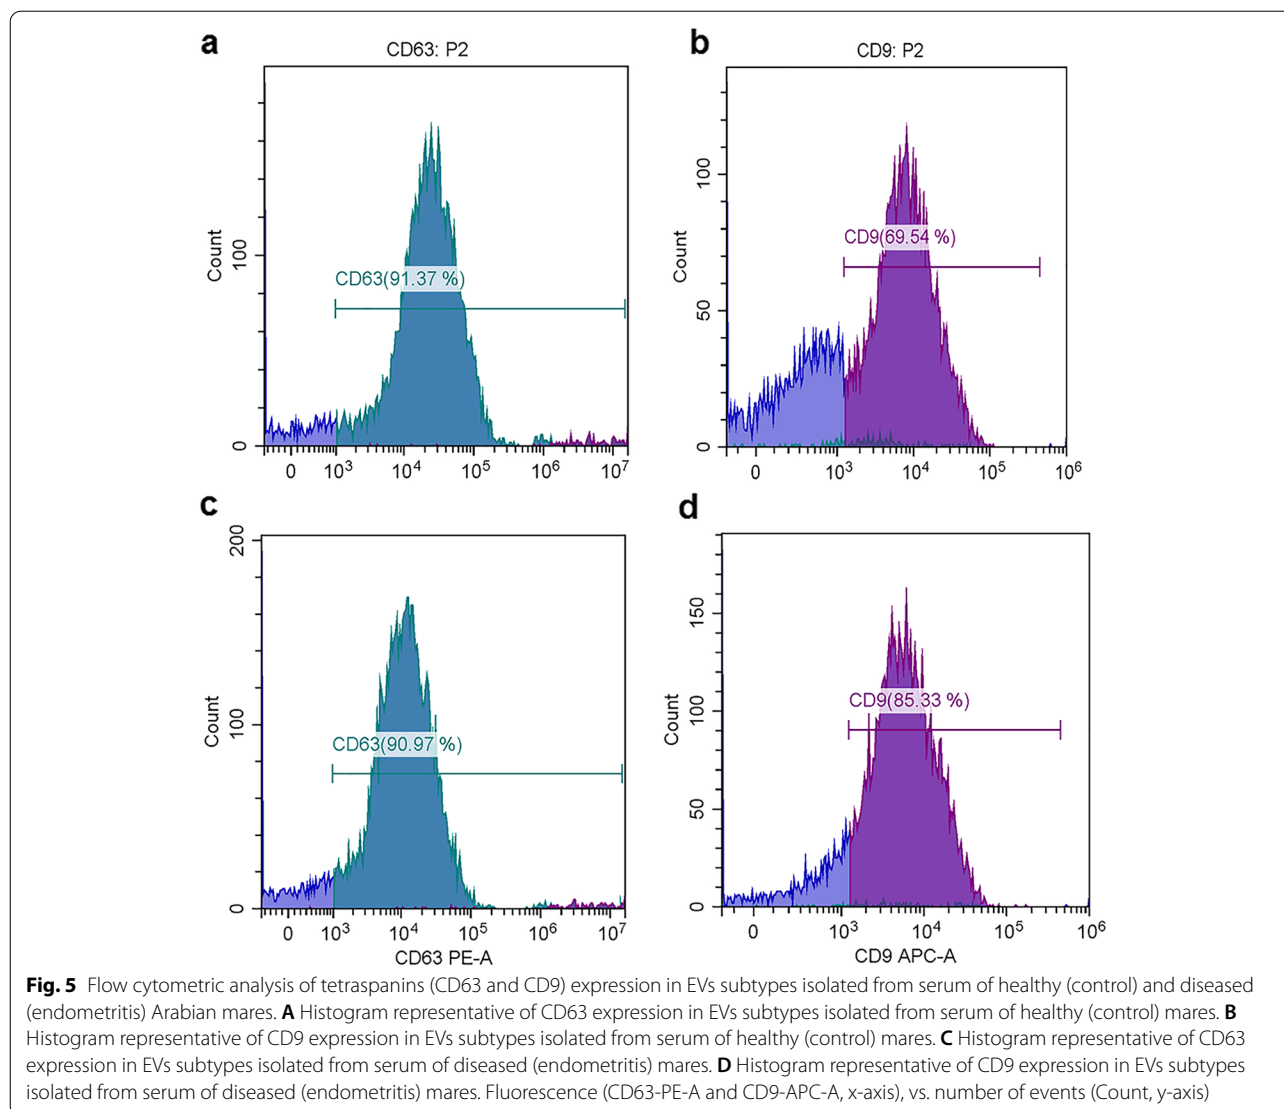 a
CD63: P2
Count
100
0
CD63(91.37 %)
0 10³ 10⁴ 10⁵ 10⁶ 10⁷
b
CD9: P2
Count
100
50
0
CD9(69.54 %)
0 10³ 10⁴ 10⁵ 10⁶
c
Count
200
100
0
CD63(90.97 %)
0 10³ 10⁴ 10⁵ 10⁶ 10⁷
CD63 PE-A
d
Count
150
100
50
0
CD9(85.33 %)
0 10³ 10⁴ 10⁵ 10⁶
CD9 APC-A
Fig. 5 Flow cytometric analysis of tetraspanins (CD63 and CD9) expression in EVs subtypes isolated from serum of healthy (control) and diseased
(endometritis) Arabian mares. A Histogram representative of CD63 expression in EVs subtypes isolated from serum of healthy (control) mares. B
Histogram representative of CD9 expression in EVs subtypes isolated from serum of healthy (control) mares. C Histogram representative of CD63
expression in EVs subtypes isolated from serum of diseased (endometritis) mares. D Histogram representative of CD9 expression in EVs subtypes
isolated from serum of diseased (endometritis) mares. Fluorescence (CD63-PE-A and CD9-APC-A, x-axis), vs. number of events (Count, y-axis)